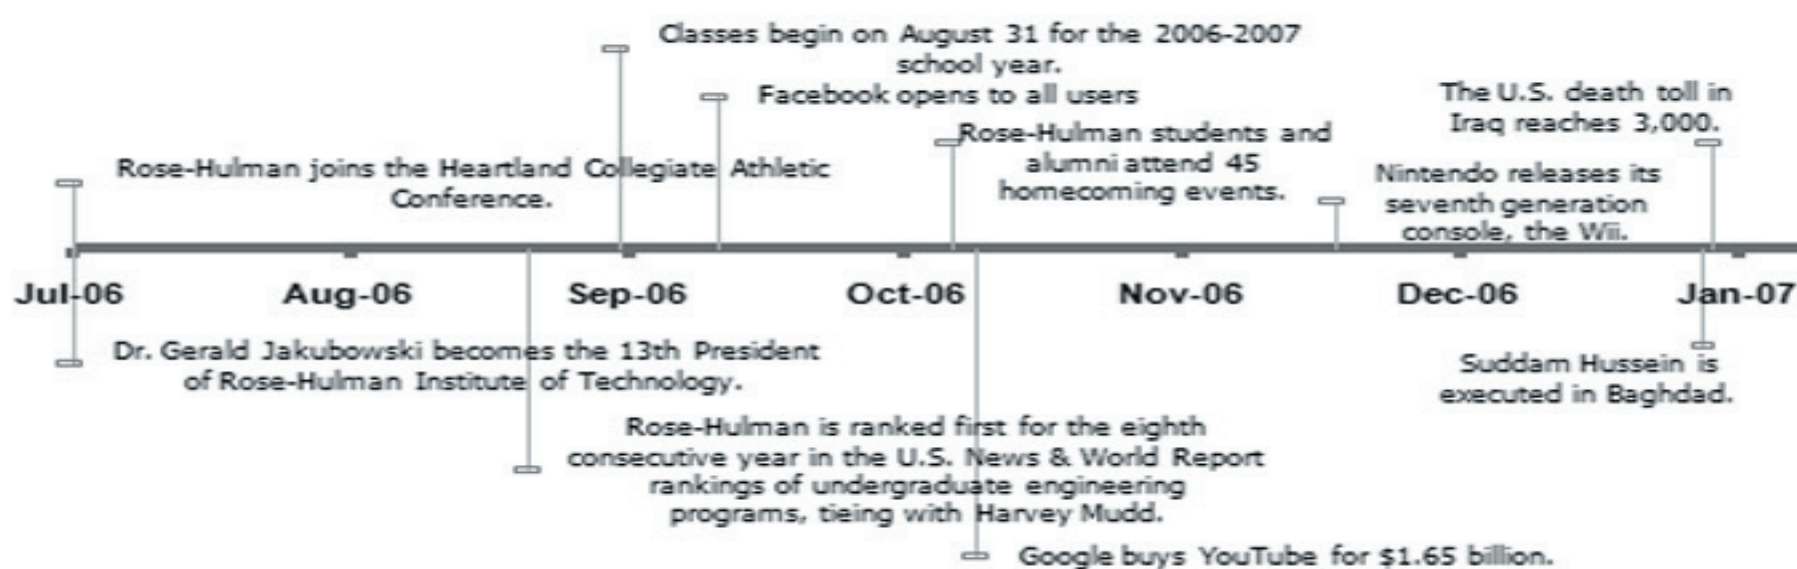 Classes begin on August 31 for the 2006-2007
school year.
Facebook opens to all users
The U.S. death toll in
Iraq reaches 3,000.
Rose-Hulman students and
alumni attend 45
homecoming events.
Rose-Hulman joins the Heartland Collegiate Athletic
Conference.
Nintendo releases its
seventh generation
console, the Wii.
Jul-06 Aug-06 Sep-06 Oct-06 Nov-06 Dec-06 Jan-07
Dr. Gerald Jakubowski becomes the 13th President
of Rose-Hulman Institute of Technology.
Suddam Hussein is
executed in Baghdad.
Rose-Hulman is ranked first for the eighth
consecutive year in the U.S. News & World Report
rankings of undergraduate engineering
programs, tieing with Harvey Mudd.
Google buys YouTube for $1.65 billion.